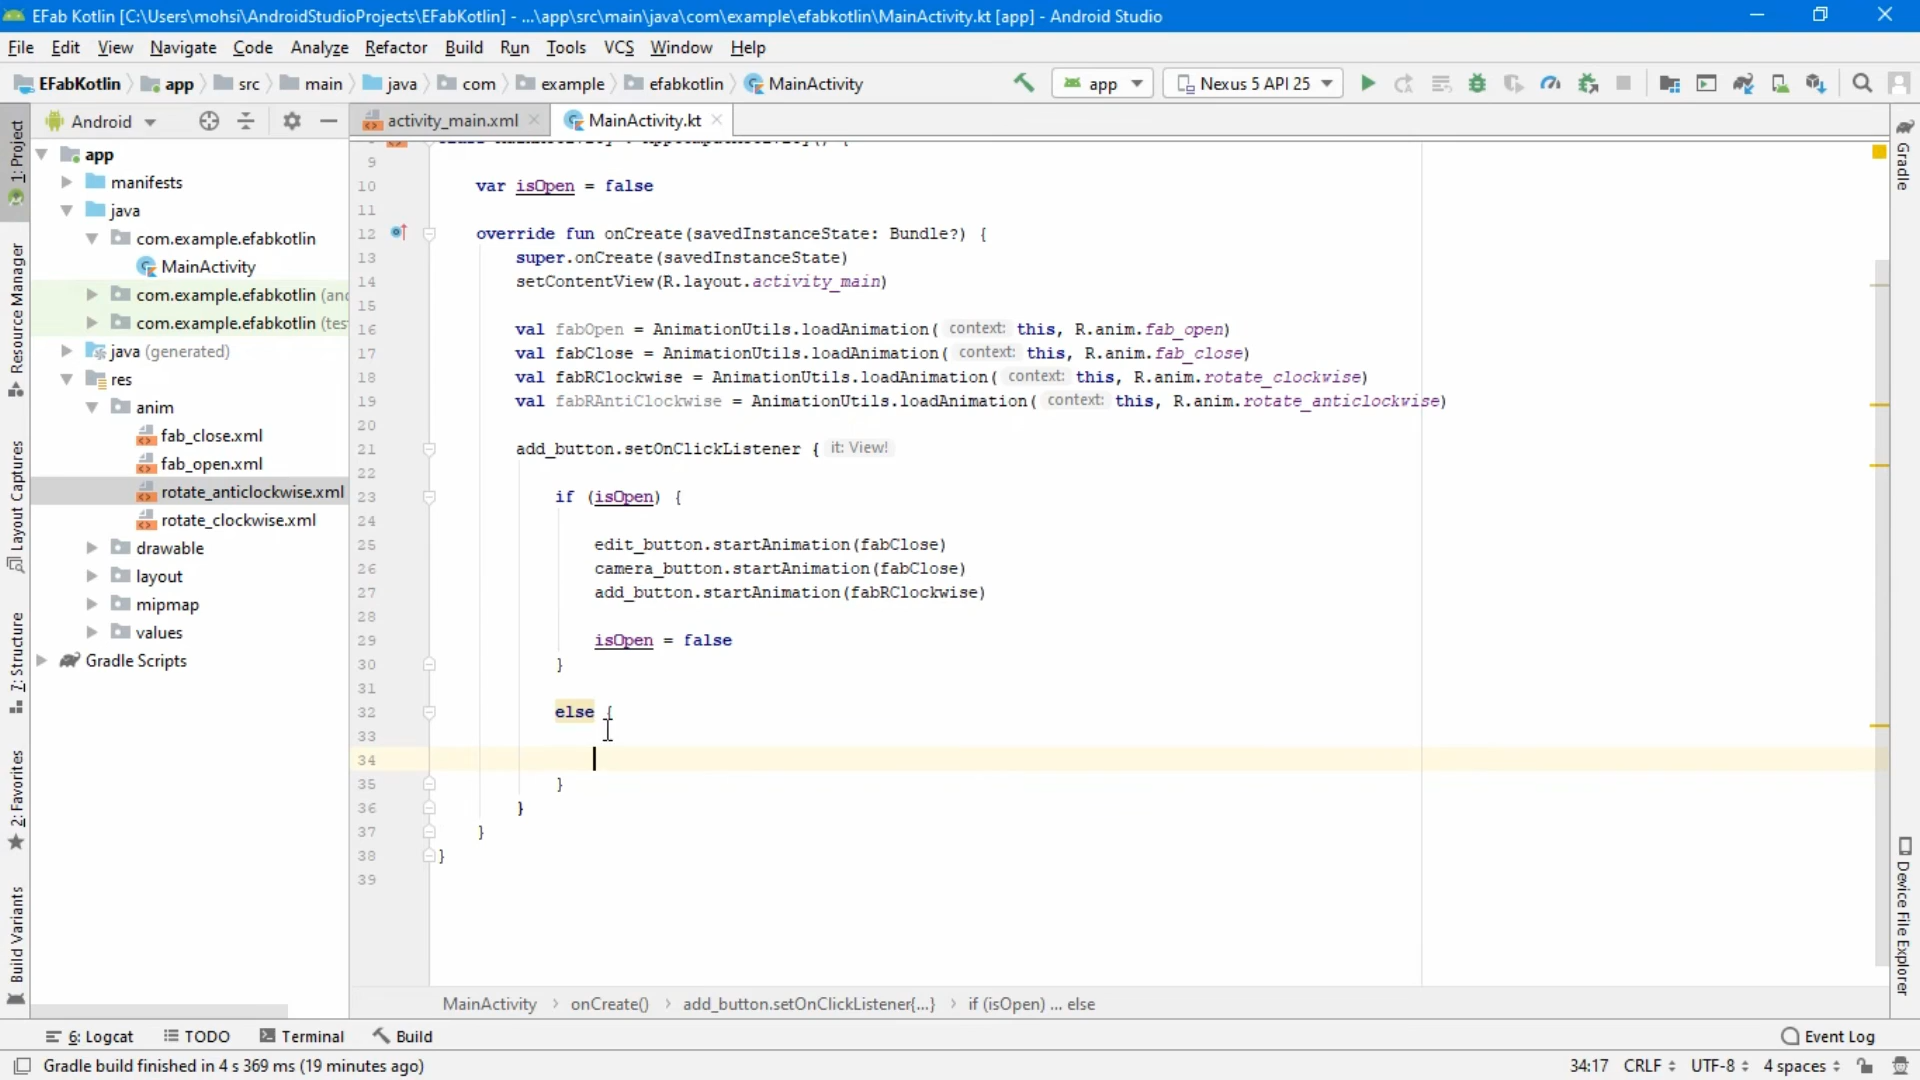 EFab Kotlin [C:\Users\mohsi\AndroidStudioProjects\EFabKotlin] - ...\app\src\main\java\com\example\efabkotlin\MainActivity.kt [app] - Android Studio
File Edit View Navigate Code Analyze Refactor Build Run Tools VCS Window Help
EFabKotlin app src main java com example efabkotlin MainActivity app Nexus 5 API 25
Android
activity_main.xml MainActivity.kt
1: Project
Resource Manager
Layout Captures
7: Structure
2: Favorites
Build Variants
app
manifests
java
com.example.efabkotlin
MainActivity
com.example.efabkotlin (and
com.example.efabkotlin (tes
java (generated)
res
anim
fab_close.xml
fab_open.xml
rotate_anticlockwise.xml
rotate_clockwise.xml
drawable
layout
mipmap
values
Gradle Scripts
9
10 var isOpen = false
11
12 override fun onCreate(savedInstanceState: Bundle?) {
13 super.onCreate(savedInstanceState)
14 setContentView(R.layout.activity_main)
15
16 val fabOpen = AnimationUtils.loadAnimation( context: this, R.anim.fab_open)
17 val fabClose = AnimationUtils.loadAnimation( context: this, R.anim.fab_close)
18 val fabRClockwise = AnimationUtils.loadAnimation( context: this, R.anim.rotate_clockwise)
19 val fabRAntiClockwise = AnimationUtils.loadAnimation( context: this, R.anim.rotate_anticlockwise)
20
21 add_button.setOnClickListener { it: View!
22
23 if (isOpen) {
24
25 edit_button.startAnimation(fabClose)
26 camera_button.startAnimation(fabClose)
27 add_button.startAnimation(fabRClockwise)
28
29 isOpen = false
30 }
31
32 else {
33
34
35 }
36 }
37 }
38 }
39
Gradle
Device File Explorer
MainActivity › onCreate() › add_button.setOnClickListener{...} › if (isOpen) ... else
6: Logcat TODO Terminal Build Event Log
Gradle build finished in 4 s 369 ms (19 minutes ago) 34:17 CRLF UTF-8 4 spaces